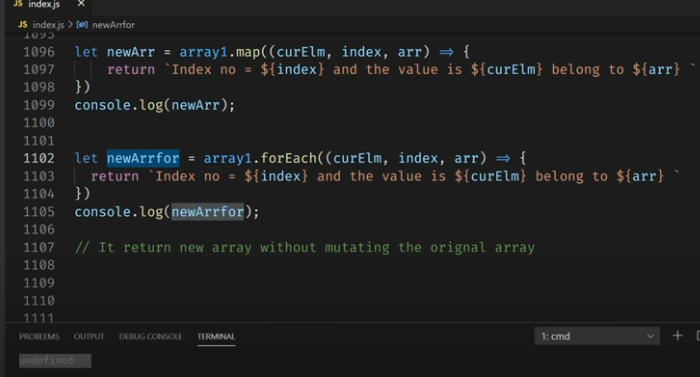 JS index.js ×
JS index.js > newArrfor
1095
1096 let newArr = array1.map((curElm, index, arr) => {
1097 return `Index no = ${index} and the value is ${curElm} belong to ${arr} `
1098 })
1099 console.log(newArr);
1100
1101
1102 let newArrfor = array1.forEach((curElm, index, arr) => {
1103 return `Index no = ${index} and the value is ${curElm} belong to ${arr} `
1104 })
1105 console.log(newArrfor);
1106
1107 // It return new array without mutating the orignal array
1108
1109
1110
1111
PROBLEMS OUTPUT DEBUG CONSOLE TERMINAL 1: cmd +
undefined